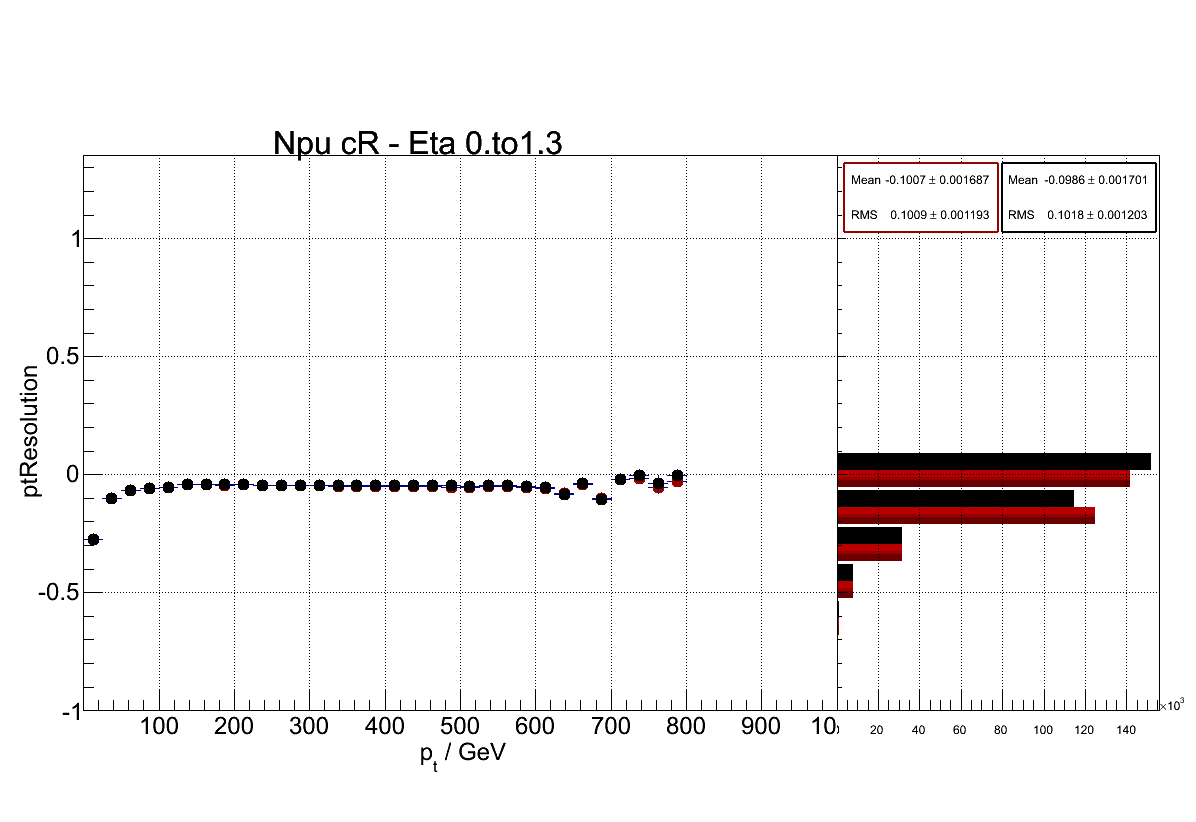 Npu cR - Eta 0.to1.3
Mean -0.1007 ± 0.001687
RMS 0.1009 ± 0.001193
Mean -0.0986 ± 0.001701
RMS 0.1018 ± 0.001203
ptResolution
1
0.5
0
-0.5
-1
100 200 300 400 500 600 700 800 900
20 40 60 80 100 120 140
×10³
p_t / GeV